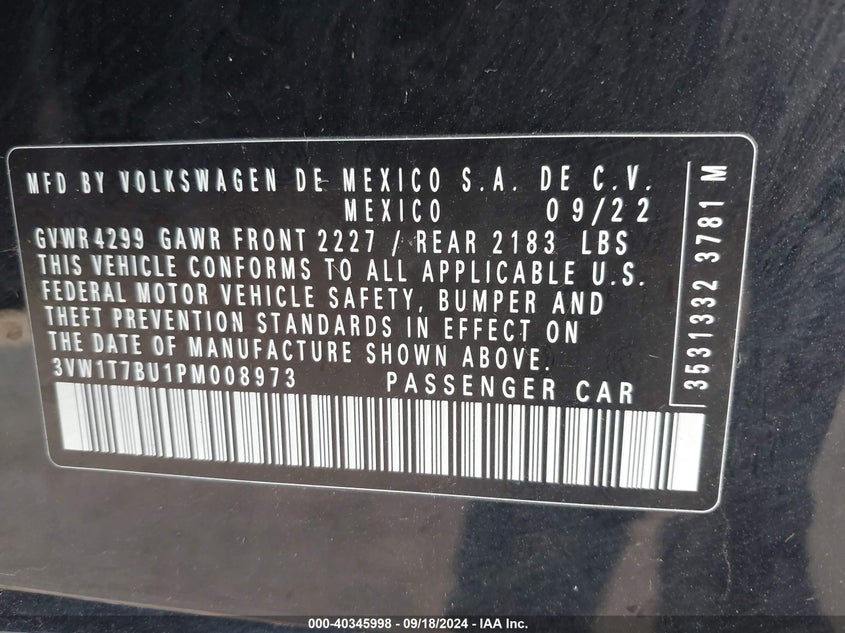 MFD BY VOLKSWAGEN DE MEXICO S.A. DE C.V.
MEXICO 09/22
GVWR4299 GAWR FRONT 2227 / REAR 2183 LBS
THIS VEHICLE CONFORMS TO ALL APPLICABLE U.S.
FEDERAL MOTOR VEHICLE SAFETY, BUMPER AND
THEFT PREVENTION STANDARDS IN EFFECT ON
THE DATE OF MANUFACTURE SHOWN ABOVE.
3VW1T7BU1PM008973 PASSENGER CAR
3531332 3781 M
000-40345998 - 09/18/2024 - IAA Inc.